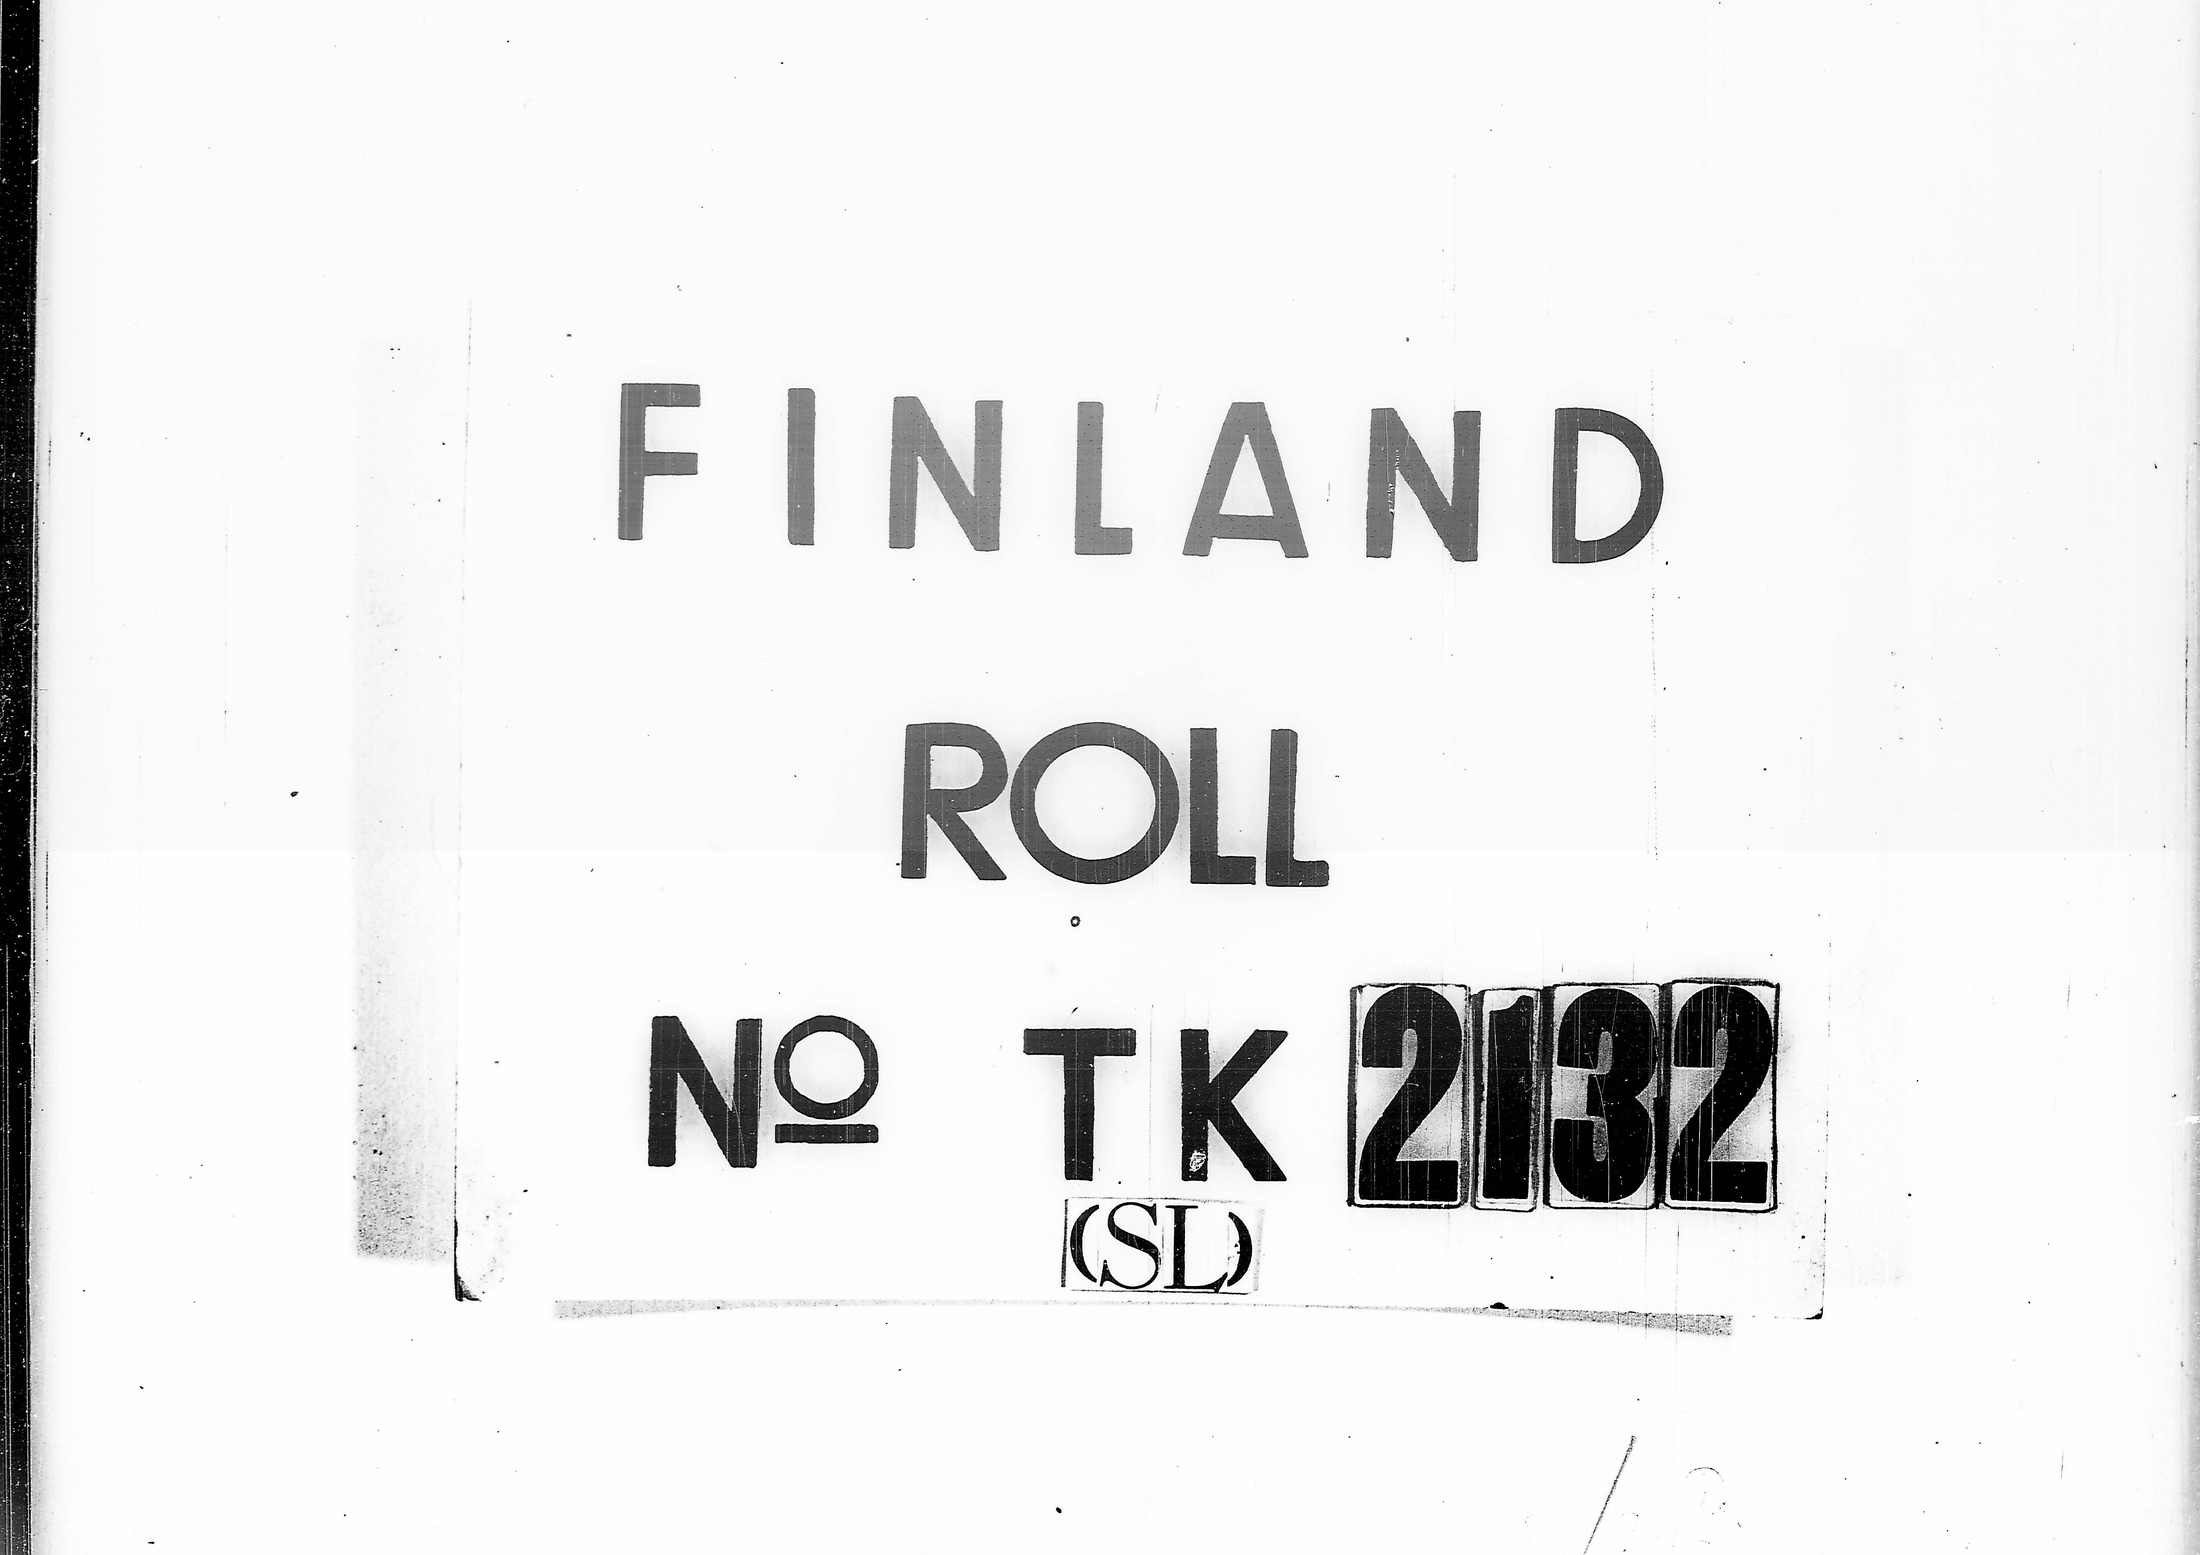 FINLAND
ROLL
Nº TK 2132
(SL)